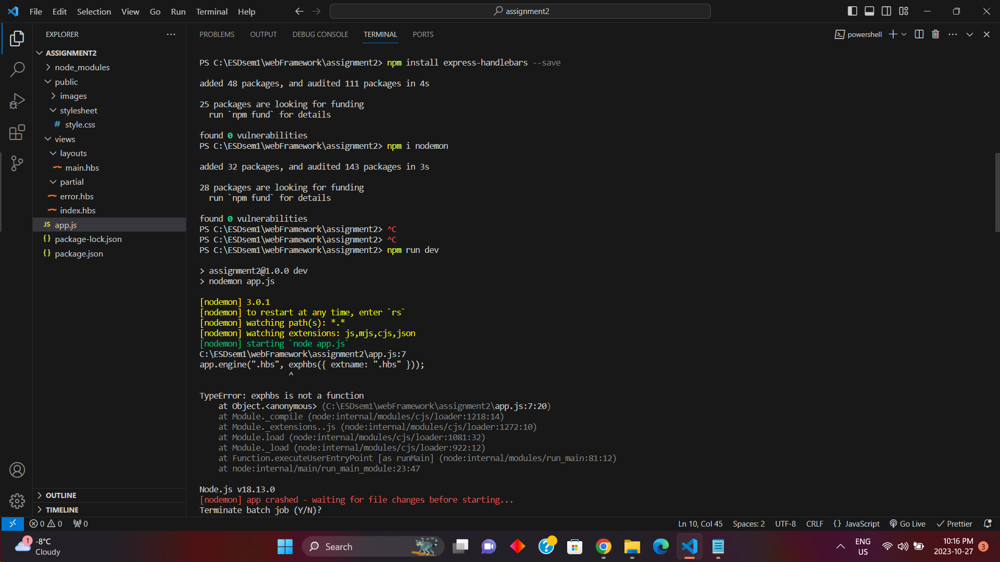 File Edit Selection View Go Run Terminal Help
assignment2
EXPLORER
ASSIGNMENT2
node_modules
public
images
stylesheet
# style.css
views
layouts
main.hbs
partial
error.hbs
index.hbs
JS app.js
{} package-lock.json
{} package.json
OUTLINE
TIMELINE
PROBLEMS OUTPUT DEBUG CONSOLE TERMINAL PORTS
powershell
PS C:\ESDsem1\webFramework\assignment2> npm install express-handlebars --save
added 48 packages, and audited 111 packages in 4s
25 packages are looking for funding
run `npm fund` for details
found 0 vulnerabilities
PS C:\ESDsem1\webFramework\assignment2> npm i nodemon
added 32 packages, and audited 143 packages in 3s
28 packages are looking for funding
run `npm fund` for details
found 0 vulnerabilities
PS C:\ESDsem1\webFramework\assignment2> ^C
PS C:\ESDsem1\webFramework\assignment2> ^C
PS C:\ESDsem1\webFramework\assignment2> npm run dev
> assignment2@1.0.0 dev
> nodemon app.js
[nodemon] 3.0.1
[nodemon] to restart at any time, enter `rs`
[nodemon] watching path(s): *.*
[nodemon] watching extensions: js,mjs,cjs,json
[nodemon] starting `node app.js`
C:\ESDsem1\webFramework\assignment2\app.js:7
app.engine(".hbs", exphbs({ extname: ".hbs" }));
^
TypeError: exphbs is not a function
at Object.<anonymous> (C:\ESDsem1\webFramework\assignment2\app.js:7:20)
at Module._compile (node:internal/modules/cjs/loader:1218:14)
at Module._extensions..js (node:internal/modules/cjs/loader:1272:10)
at Module.load (node:internal/modules/cjs/loader:1081:32)
at Module._load (node:internal/modules/cjs/loader:922:12)
at Function.executeUserEntryPoint [as runMain] (node:internal/modules/run_main:81:12)
at node:internal/main/run_main_module:23:47
Node.js v18.13.0
[nodemon] app crashed - waiting for file changes before starting...
Terminate batch job (Y/N)?
0 0 0
Ln 10, Col 45 Spaces: 2 UTF-8 CRLF {} JavaScript Go Live Prettier
1 -8°C
Cloudy
Search
ENG
US
10:16 PM
2023-10-27
3